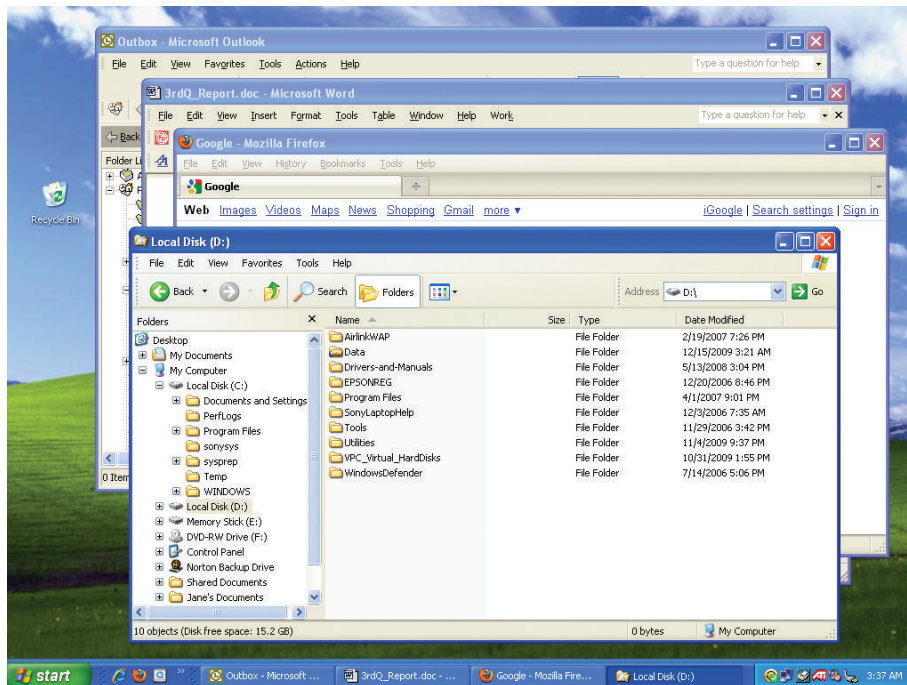 Outbox - Microsoft Outlook
File Edit View Favorites Tools Actions Help Type a question for help
3rdQ_Report.doc - Microsoft Word
File Edit View Insert Format Tools Table Window Help Work Type a question for help
Back
Google - Mozilla Firefox
Folder Li
File Edit View History Bookmarks Tools Help
Google
Web Images Videos Maps News Shopping Gmail more iGoogle | Search settings | Sign in
Recycle Bin
Local Disk (D:)
File Edit View Favorites Tools Help
Back Search Folders Address D:\ Go
Folders Name Size Type Date Modified
Desktop
My Documents
My Computer
Local Disk (C:)
Documents and Settings
PerfLogs
Program Files
sonysys
sysprep
Temp
WINDOWS
Local Disk (D:)
Memory Stick (E:)
DVD-RW Drive (F:)
Control Panel
Norton Backup Drive
Shared Documents
Jane's Documents
AirlinkWAP File Folder 2/19/2007 7:26 PM
Data File Folder 12/15/2009 3:21 AM
Drivers-and-Manuals File Folder 5/13/2008 3:04 PM
EPSONREG File Folder 12/20/2006 8:46 PM
Program Files File Folder 4/1/2007 9:01 PM
SonyLaptopHelp File Folder 12/3/2006 7:35 AM
Tools File Folder 11/29/2006 3:42 PM
Utilities File Folder 11/4/2009 9:37 PM
VPC_Virtual_HardDisks File Folder 10/31/2009 1:55 PM
WindowsDefender File Folder 7/14/2006 5:06 PM
0 Item
10 objects (Disk free space: 15.2 GB) 0 bytes My Computer
start Outbox - Microsoft ... 3rdQ_Report.doc - ... Google - Mozilla Fire... Local Disk (D:) 3:37 AM